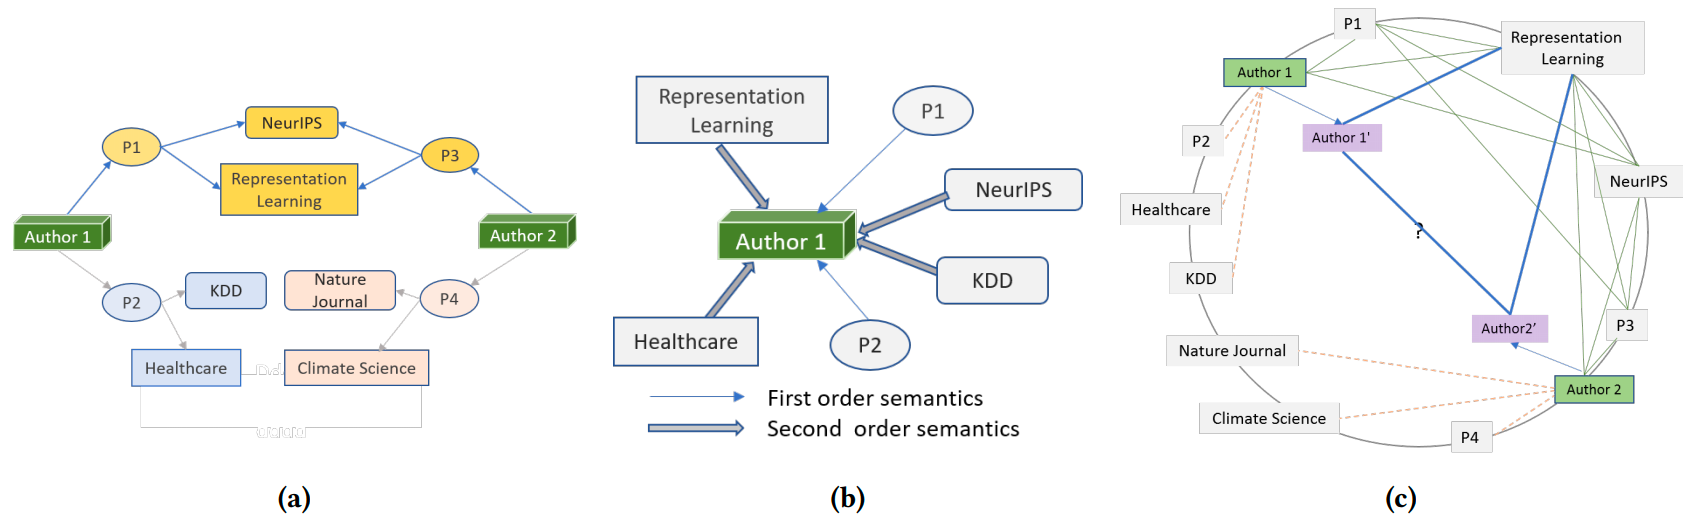 NeurIPS
P1
P3
Representation
Learning
Author 1
Author 2
P2
KDD
Nature
Journal
P4
Healthcare
Climate Science
(a)
Representation
Learning
P1
NeurIPS
Author 1
KDD
Healthcare
P2
First order semantics
Second order semantics
(b)
P1
Representation
Learning
Author 1
Author 1'
P2
NeurIPS
Healthcare
?
KDD
P3
Author2’
Nature Journal
Author 2
Climate Science
P4
(c)